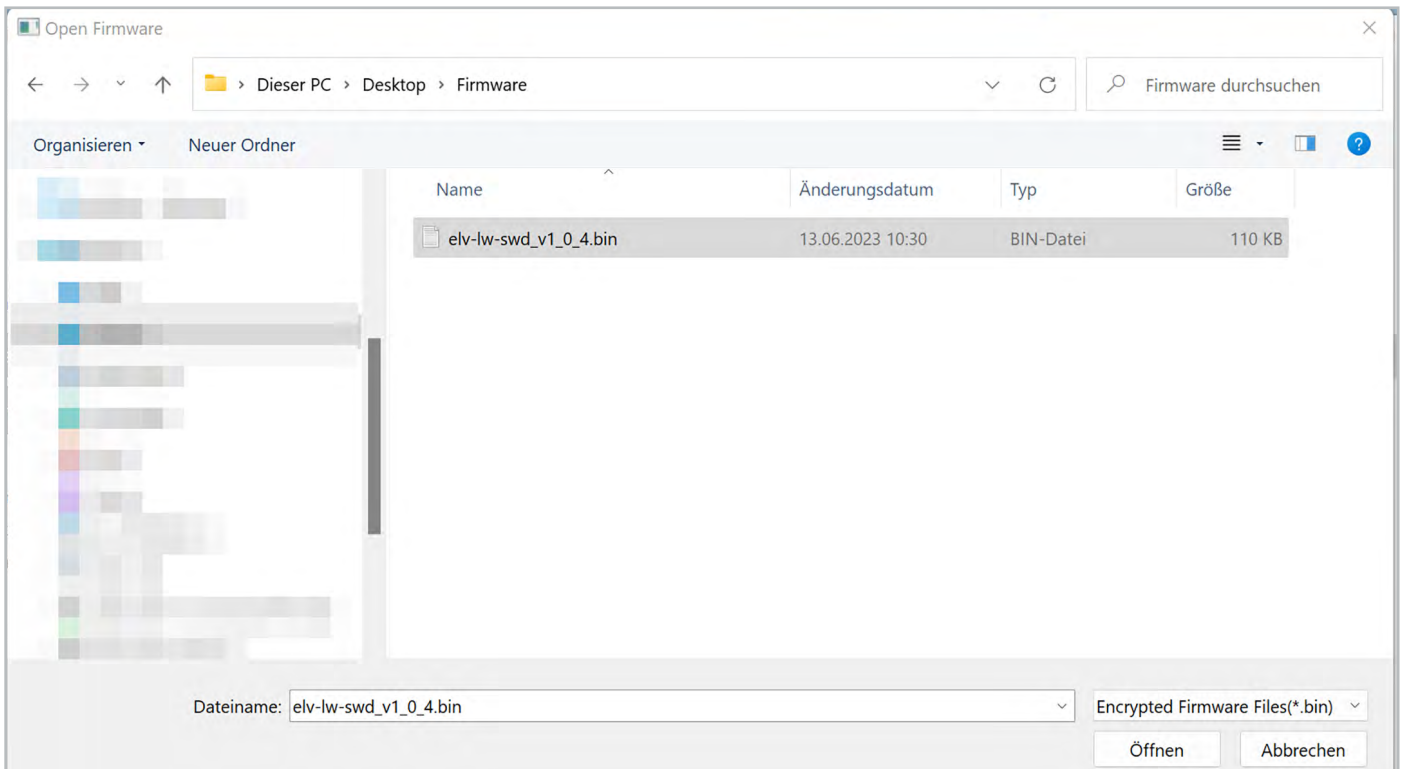 Open Firmware
Dieser PC > Desktop > Firmware
Firmware durchsuchen
Organisieren
Neuer Ordner
?
Name
Änderungsdatum
Typ
Größe
elv-lw-swd_v1_0_4.bin
13.06.2023 10:30
BIN-Datei
110 KB
Dateiname:
elv-lw-swd_v1_0_4.bin
Encrypted Firmware Files(*.bin)
Öffnen
Abbrechen